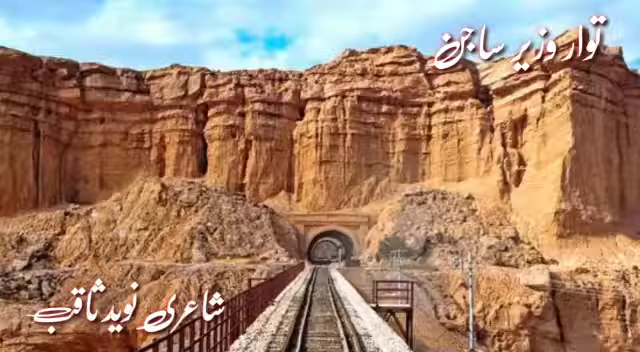 توار وزیر ساجن
شاعری نوید ثاقب